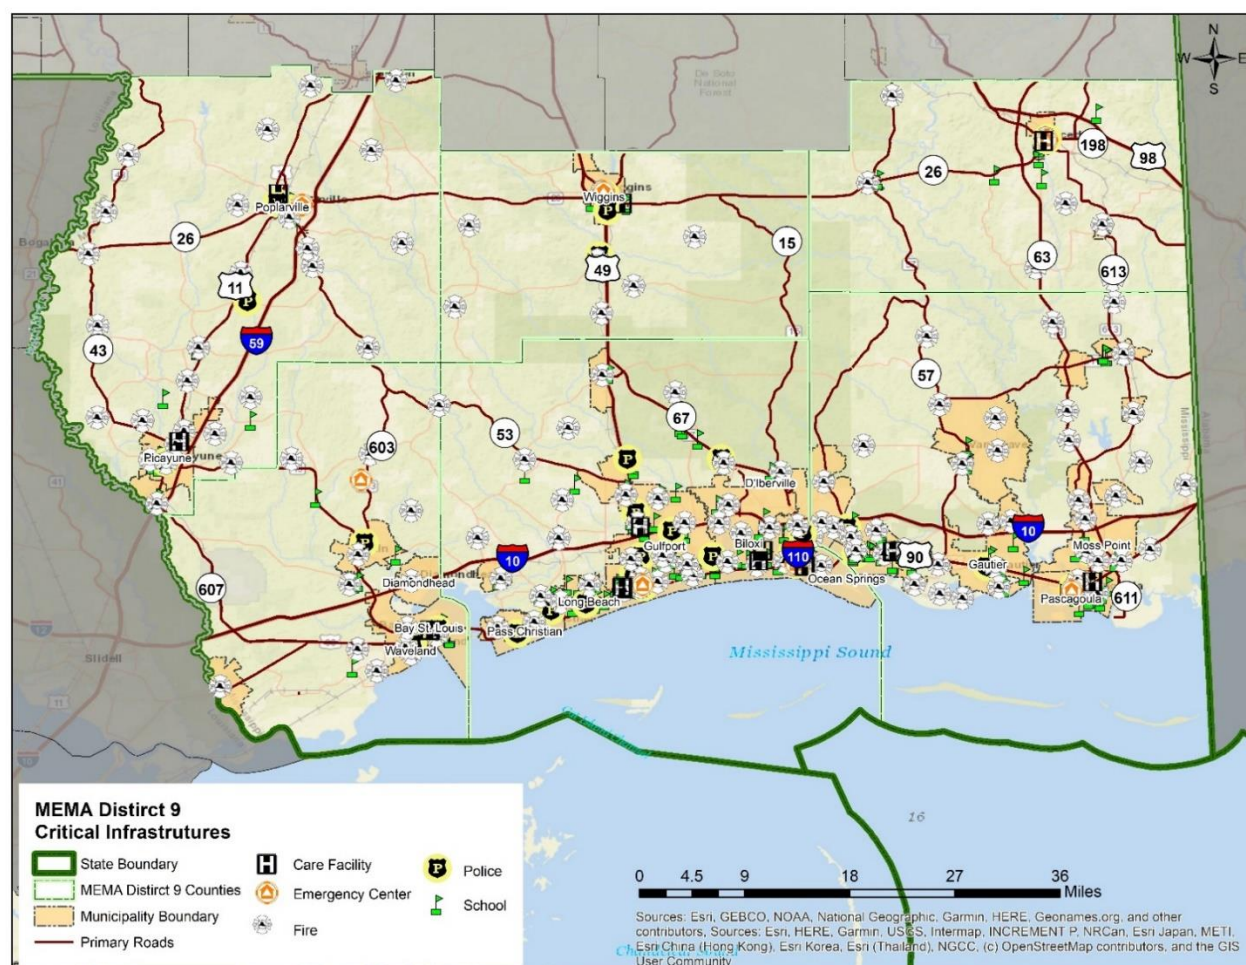 N
W E
S
De Soto
National
Forest
198
98
26
Wiggins
Poplarville
26
15
49
63
613
11
59
43
57
67
53
603
Picayune
D'Iberville
10
Gulfport
Biloxi
110
10
Moss Point
90
Gautier
Ocean Springs
Diamondhead
607
Long Beach
Pascagoula
611
Bay St. Louis
Pass Christian
Waveland
Slidell
Mississippi Sound
16
MEMA Distirct 9
Critical Infrastrutures
State Boundary
MEMA Distirct 9 Counties
Municipality Boundary
Primary Roads
Care Facility
Emergency Center
Fire
Police
School
0 4.5 9 18 27 36
Miles
Sources: Esri, GEBCO, NOAA, National Geographic, Garmin, HERE, Geonames.org, and other
contributors, Sources: Esri, HERE, Garmin, USGS, Intermap, INCREMENT P, NRCan, Esri Japan, METI,
Esri China (Hong Kong), Esri Korea, Esri (Thailand), NGCC, (c) OpenStreetMap contributors, and the GIS
User Community